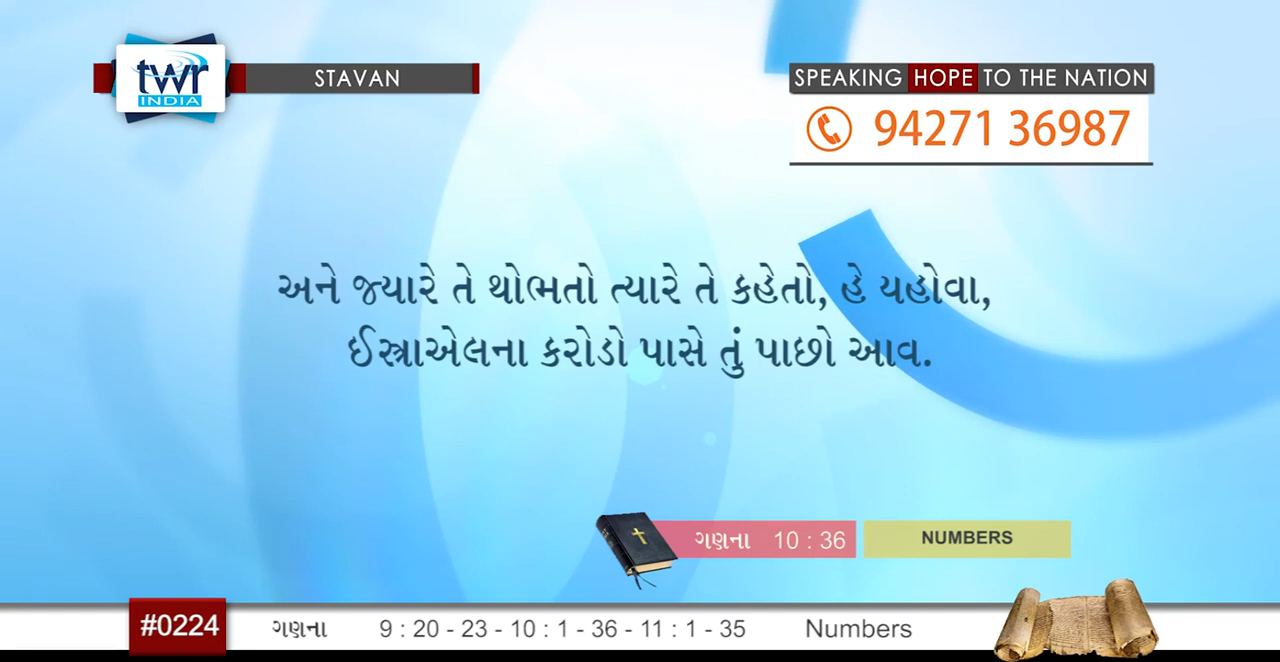 twr
INDIA
STAVAN
SPEAKING HOPE TO THE NATION
94271 36987
અને જ્યારે તે થોભતો ત્યારે તે કહેતો, હે યહોવા,
ઈસ્ત્રાએલના કરોડો પાસે તું પાછો આવ.
ગણના 10 : 36
NUMBERS
#0224 ગણના 9 : 20 - 23 - 10 : 1 - 36 - 11 : 1 - 35 Numbers